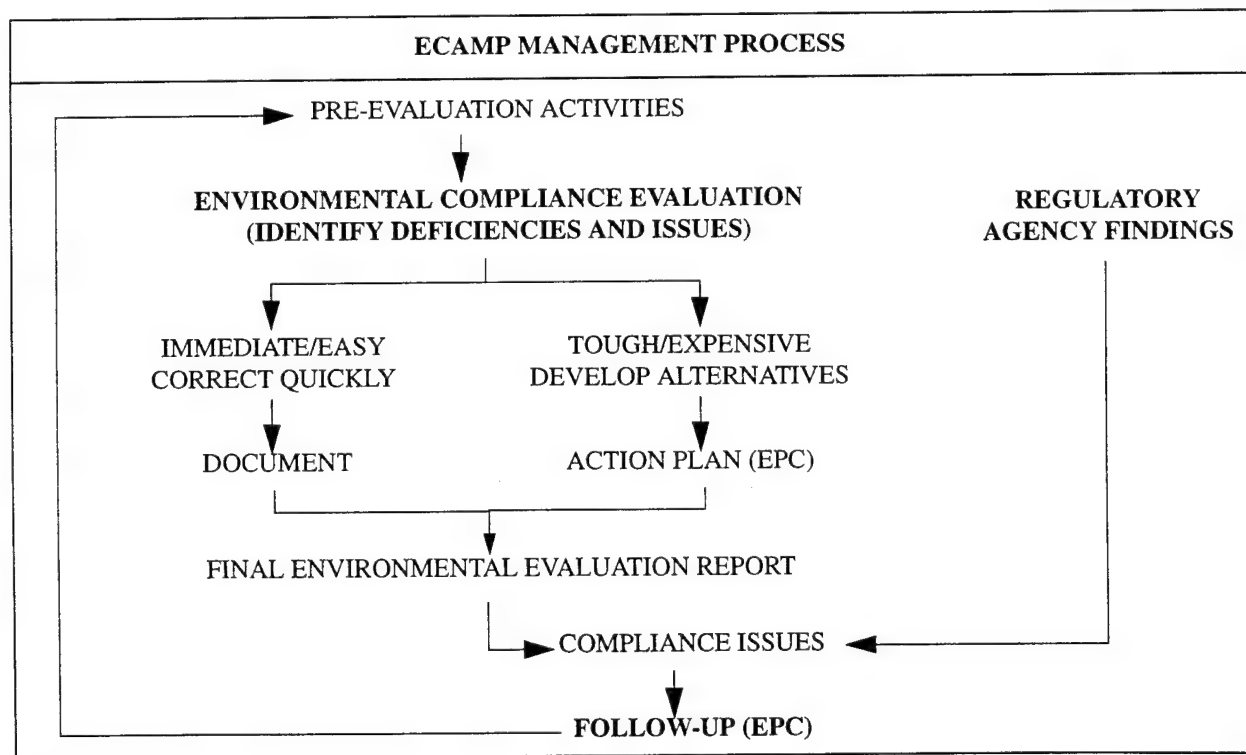 ECAMP MANAGEMENT PROCESS
PRE-EVALUATION ACTIVITIES
ENVIRONMENTAL COMPLIANCE EVALUATION
(IDENTIFY DEFICIENCIES AND ISSUES)
REGULATORY
AGENCY FINDINGS
IMMEDIATE/EASY
CORRECT QUICKLY
TOUGH/EXPENSIVE
DEVELOP ALTERNATIVES
DOCUMENT
ACTION PLAN (EPC)
FINAL ENVIRONMENTAL EVALUATION REPORT
COMPLIANCE ISSUES
FOLLOW-UP (EPC)